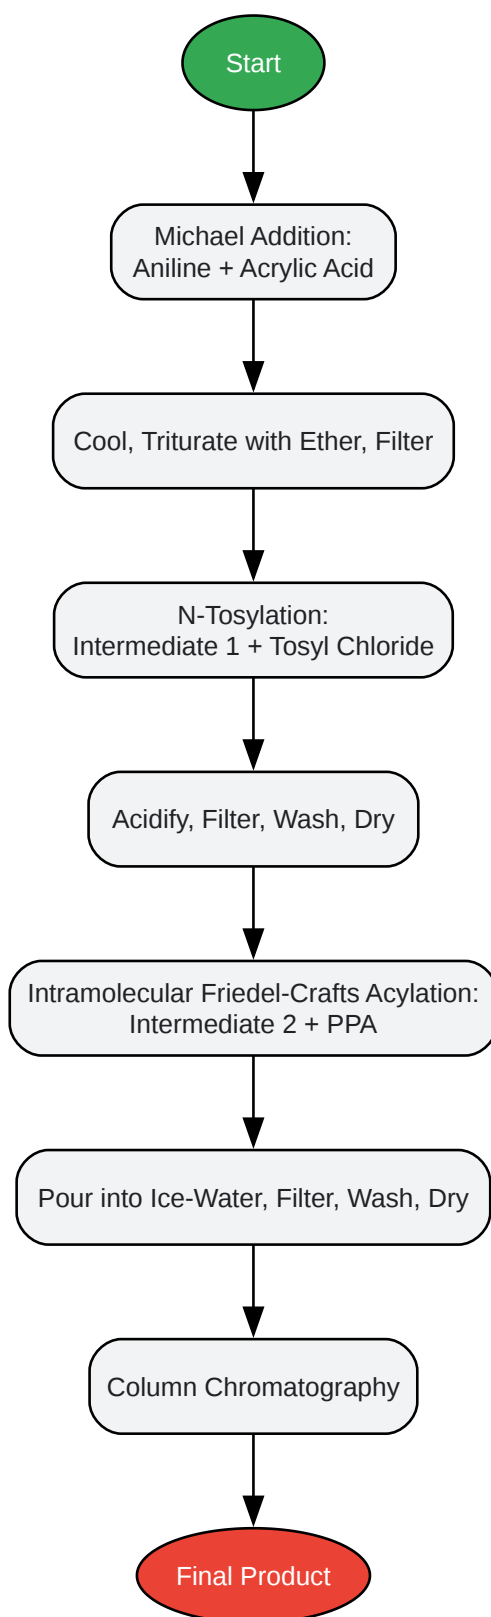 Start
Michael Addition:
Aniline + Acrylic Acid
Cool, Triturate with Ether, Filter
N-Tosylation:
Intermediate 1 + Tosyl Chloride
Acidify, Filter, Wash, Dry
Intramolecular Friedel-Crafts Acylation:
Intermediate 2 + PPA
Pour into Ice-Water, Filter, Wash, Dry
Column Chromatography
Final Product